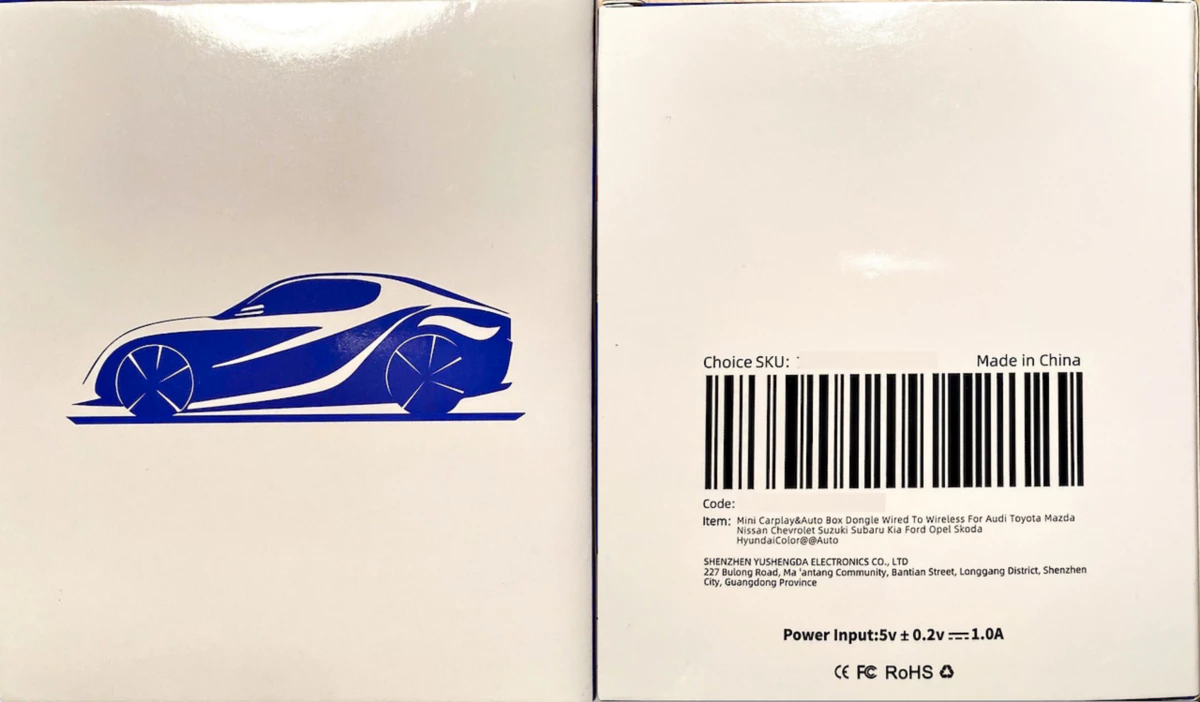 Choice SKU:
Made in China
Code:
Item: Mini Carplay&Auto Box Dongle Wired To Wireless For Audi Toyota Mazda
Nissan Chevrolet Suzuki Subaru Kia Ford Opel Skoda
HyundaiColor@@Auto
SHENZHEN YUSHENGDA ELECTRONICS CO., LTD
227 Bulong Road, Ma 'antang Community, Bantian Street, Longgang District, Shenzhen
City, Guangdong Province
Power Input:5v ± 0.2v ⎓1.0A
CE FC RoHS